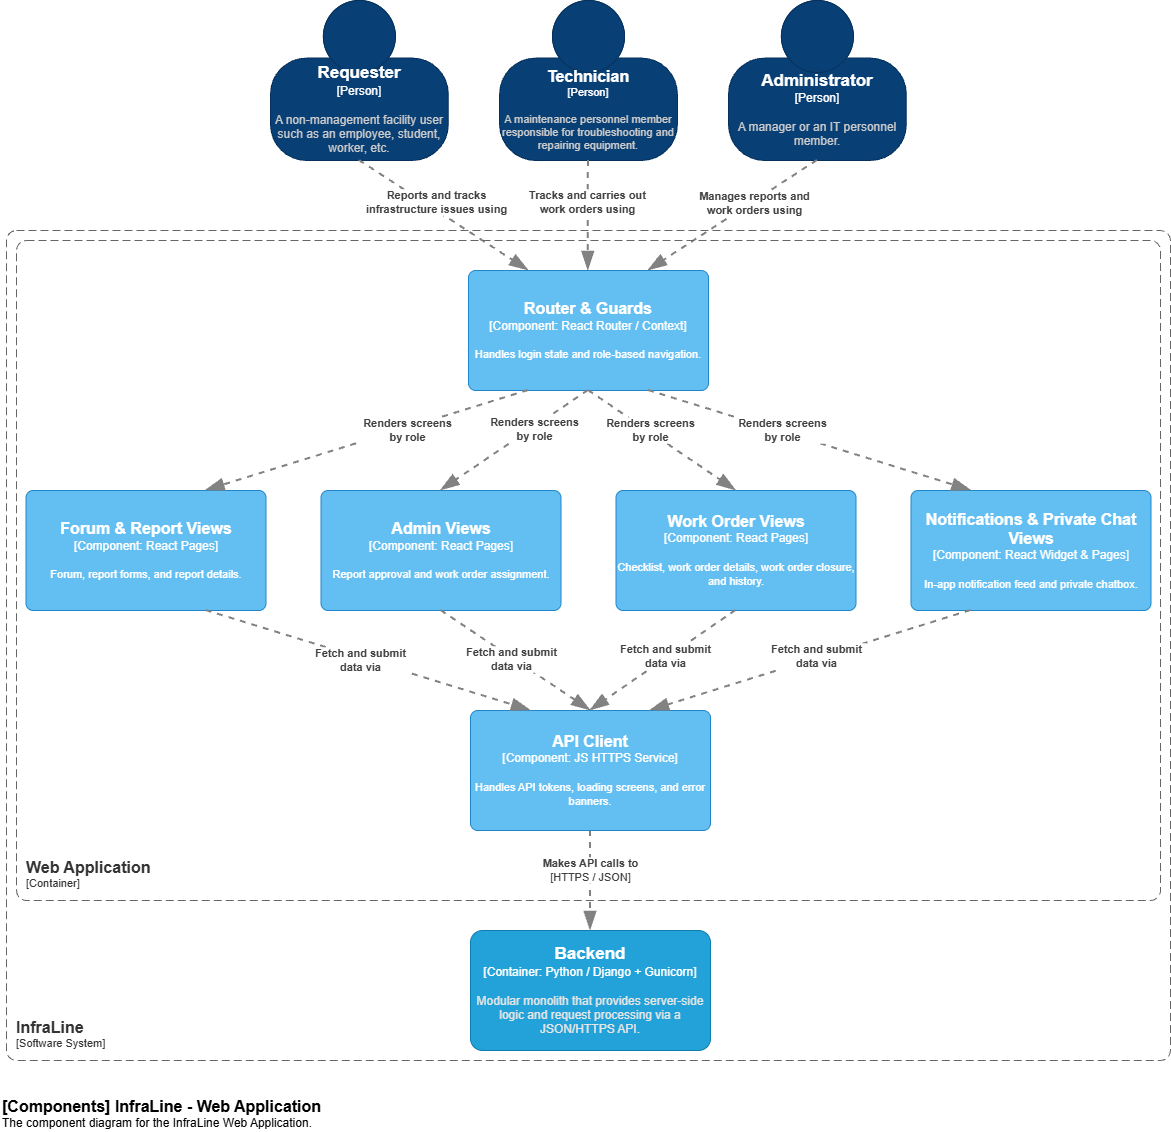 Requester
[Person]
A non-management facility user
such as an employee, student,
worker, etc.
Technician
[Person]
A maintenance personnel member
responsible for troubleshooting and
repairing equipment.
Administrator
[Person]
A manager or an IT personnel
member.
Reports and tracks
infrastructure issues using
Tracks and carries out
work orders using
Manages reports and
work orders using
Router & Guards
[Component: React Router / Context]
Handles login state and role-based navigation.
Renders screens
by role
Renders screens
by role
Renders screens
by role
Renders screens
by role
Forum & Report Views
[Component: React Pages]
Forum, report forms, and report details.
Admin Views
[Component: React Pages]
Report approval and work order assignment.
Work Order Views
[Component: React Pages]
Checklist, work order details, work order closure,
and history.
Notifications & Private Chat
Views
[Component: React Widget & Pages]
In-app notification feed and private chatbox.
Fetch and submit
data via
Fetch and submit
data via
Fetch and submit
data via
Fetch and submit
data via
API Client
[Component: JS HTTPS Service]
Handles API tokens, loading screens, and error
banners.
Web Application
[Container]
Makes API calls to
[HTTPS / JSON]
Backend
[Container: Python / Django + Gunicorn]
Modular monolith that provides server-side
logic and request processing via a
JSON/HTTPS API.
InfraLine
[Software System]
[Components] InfraLine - Web Application
The component diagram for the InfraLine Web Application.